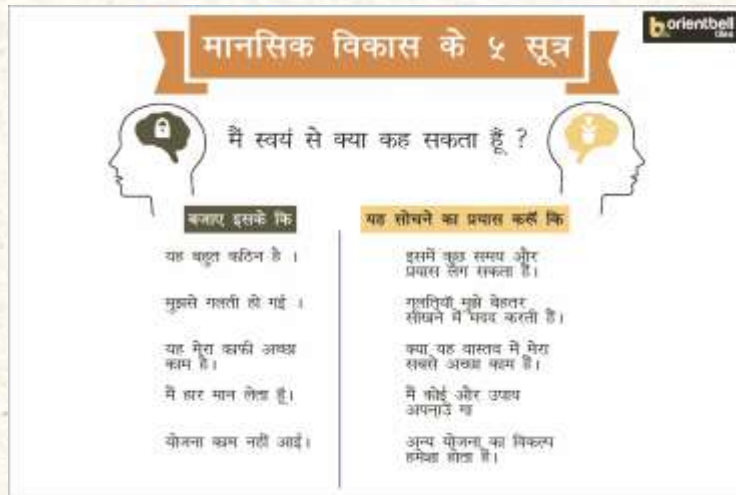 orientbell
tiles
मानसिक विकास के ५ सूत्र
मैं स्वयं से क्या कह सकता हूँ ?
बजाए इसके कि
यह बहुत कठिन है ।
मुझसे गलती हो गई ।
यह मेरा काफी अच्छा
काम है।
मैं हार मान लेता हूँ।
योजना काम नहीं आई।
यह सोचने का प्रयास करूँ कि
इसमें कुछ समय और
प्रयास लग सकता है।
गलतियाँ मुझे बेहतर
सीखने में मदद करती हैं।
क्या यह वास्तव में मेरा
सबसे अच्छा काम है।
मैं कोई और उपाय
अपनाउँ गा
अन्य योजना का विकल्प
हमेशा होता है।